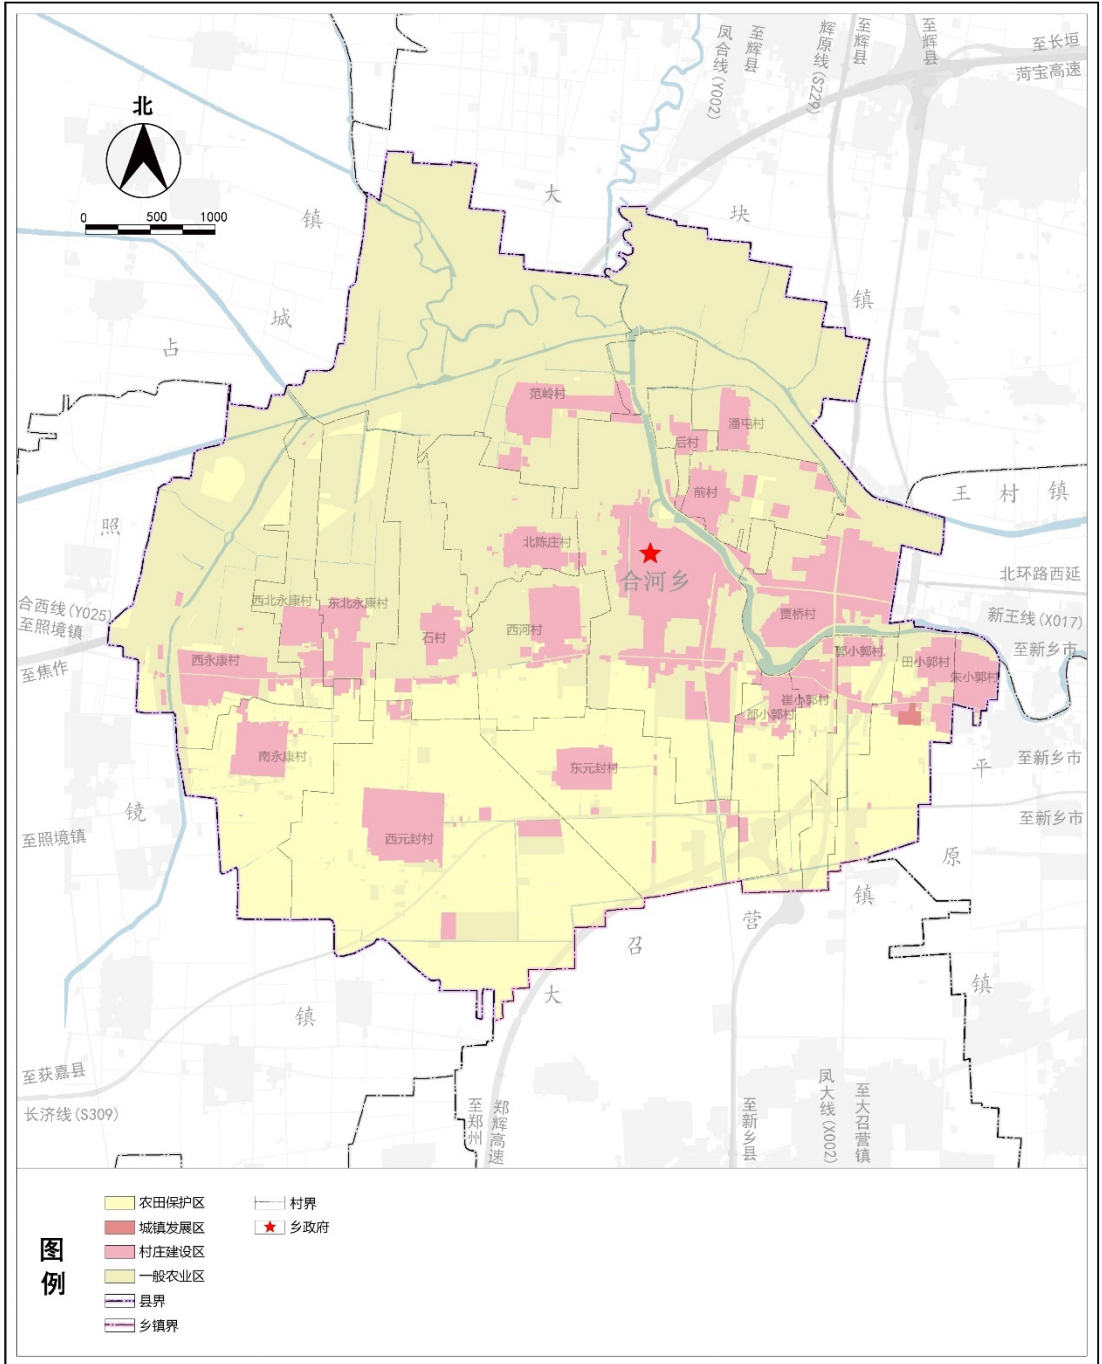 北
0 500 1000
凤合线(Y002)
至辉县
辉原线(S229)
至辉县
至辉县
至长垣
菏宝高速
镇
城
占
大
块
镇
照
镜
镇
王村镇
北环路西延
新王线(X017)
至新乡市
合西线(Y025)
至照境镇
至焦作
范岭村
潘屯村
后村
前村
北陈庄村
合河乡
西北永康村
东北永康村
石村
西河村
贾桥村
西永康村
郭小郭村
田小郭村
朱小郭村
崔小郭村
都小郭村
南永康村
东元封村
西元封村
平
原
镇
至新乡市
至新乡市
至照境镇
大
召
营
镇
至获嘉县
长济线(S309)
至郑州
郑辉高速
至新乡县
凤大线(X002)
至大召营镇
图例
农田保护区
城镇发展区
村庄建设区
一般农业区
县界
乡镇界
村界
乡政府